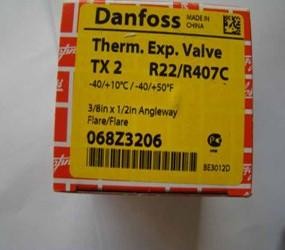 Danfoss MADE IN CHINA
Therm. Exp. Valve
TX 2 R22/R407C
-40/+10°C / -40/+50°F
3/8in x 1/2in Angleway
Flare/Flare
068Z3206
BE3012D